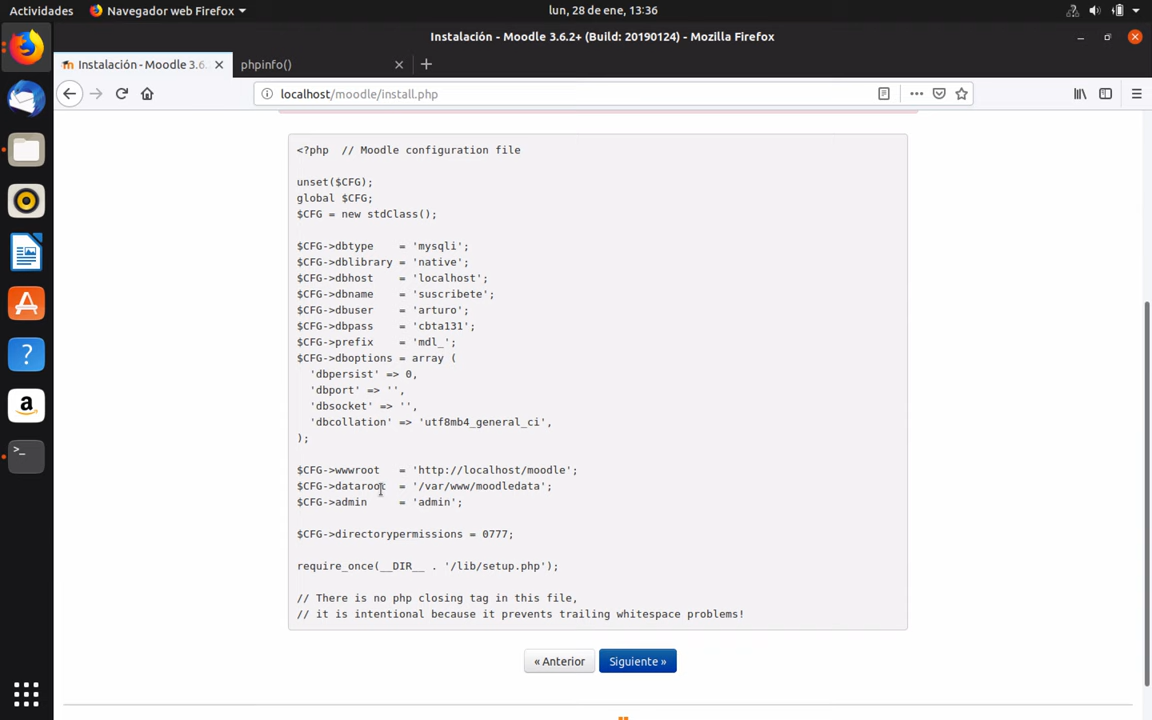 Actividades
Navegador web Firefox
lun, 28 de ene, 13:36
Instalación - Moodle 3.6.2+ (Build: 20190124) - Mozilla Firefox
Instalación - Moodle 3.6.
phpinfo()
localhost/moodle/install.php
<?php  // Moodle configuration file
unset($CFG);
global $CFG;
$CFG = new stdClass();
$CFG->dbtype    = 'mysqli';
$CFG->dblibrary = 'native';
$CFG->dbhost    = 'localhost';
$CFG->dbname    = 'suscribete';
$CFG->dbuser    = 'arturo';
$CFG->dbpass    = 'cbta131';
$CFG->prefix    = 'mdl_';
$CFG->dboptions = array (
  'dbpersist' => 0,
  'dbport' => '',
  'dbsocket' => '',
  'dbcollation' => 'utf8mb4_general_ci',
);
$CFG->wwwroot   = 'http://localhost/moodle';
$CFG->dataroot  = '/var/www/moodledata';
$CFG->admin     = 'admin';
$CFG->directorypermissions = 0777;
require_once(__DIR__ . '/lib/setup.php');
// There is no php closing tag in this file,
// it is intentional because it prevents trailing whitespace problems!
« Anterior
Siguiente »